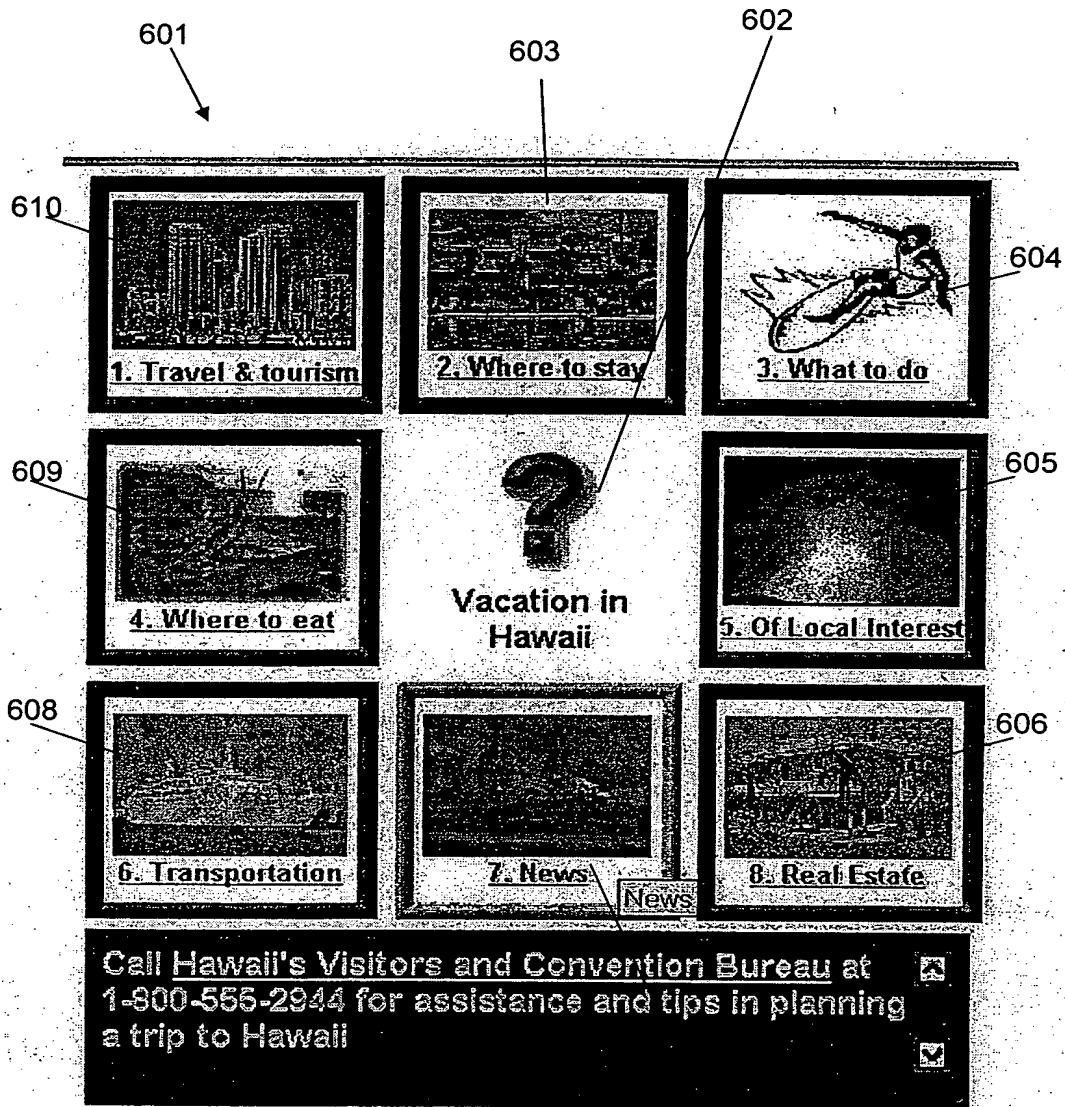 601
602
603
610
604
1. Travel & tourism
2. Where to stay
3. What to do
609
605
Vacation in
Hawaii
4. Where to eat
5. Of Local Interest
608
606
6. Transportation
7. News
8. Real Estate
News
Call Hawaii's Visitors and Convention Bureau at
1-800-555-2944 for assistance and tips in planning
a trip to Hawaii